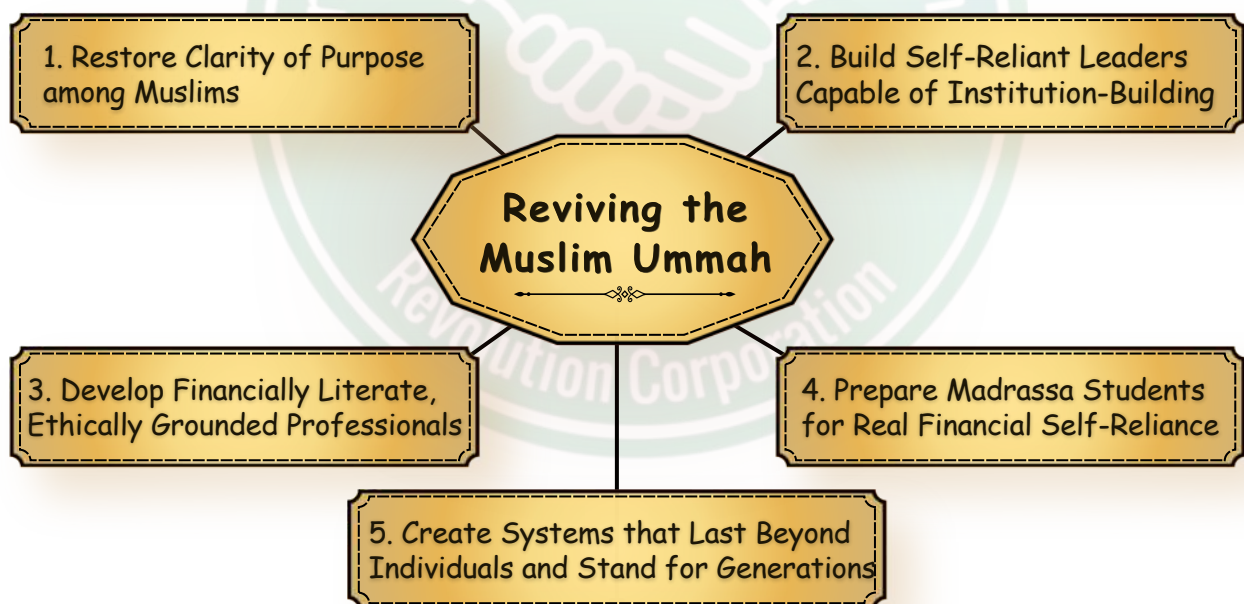 1. Restore Clarity of Purpose
among Muslims
2. Build Self-Reliant Leaders
Capable of Institution-Building
Reviving the
Muslim Ummah
Revolution Corporation
3. Develop Financially Literate,
Ethically Grounded Professionals
4. Prepare Madrassa Students
for Real Financial Self-Reliance
5. Create Systems that Last Beyond
Individuals and Stand for Generations